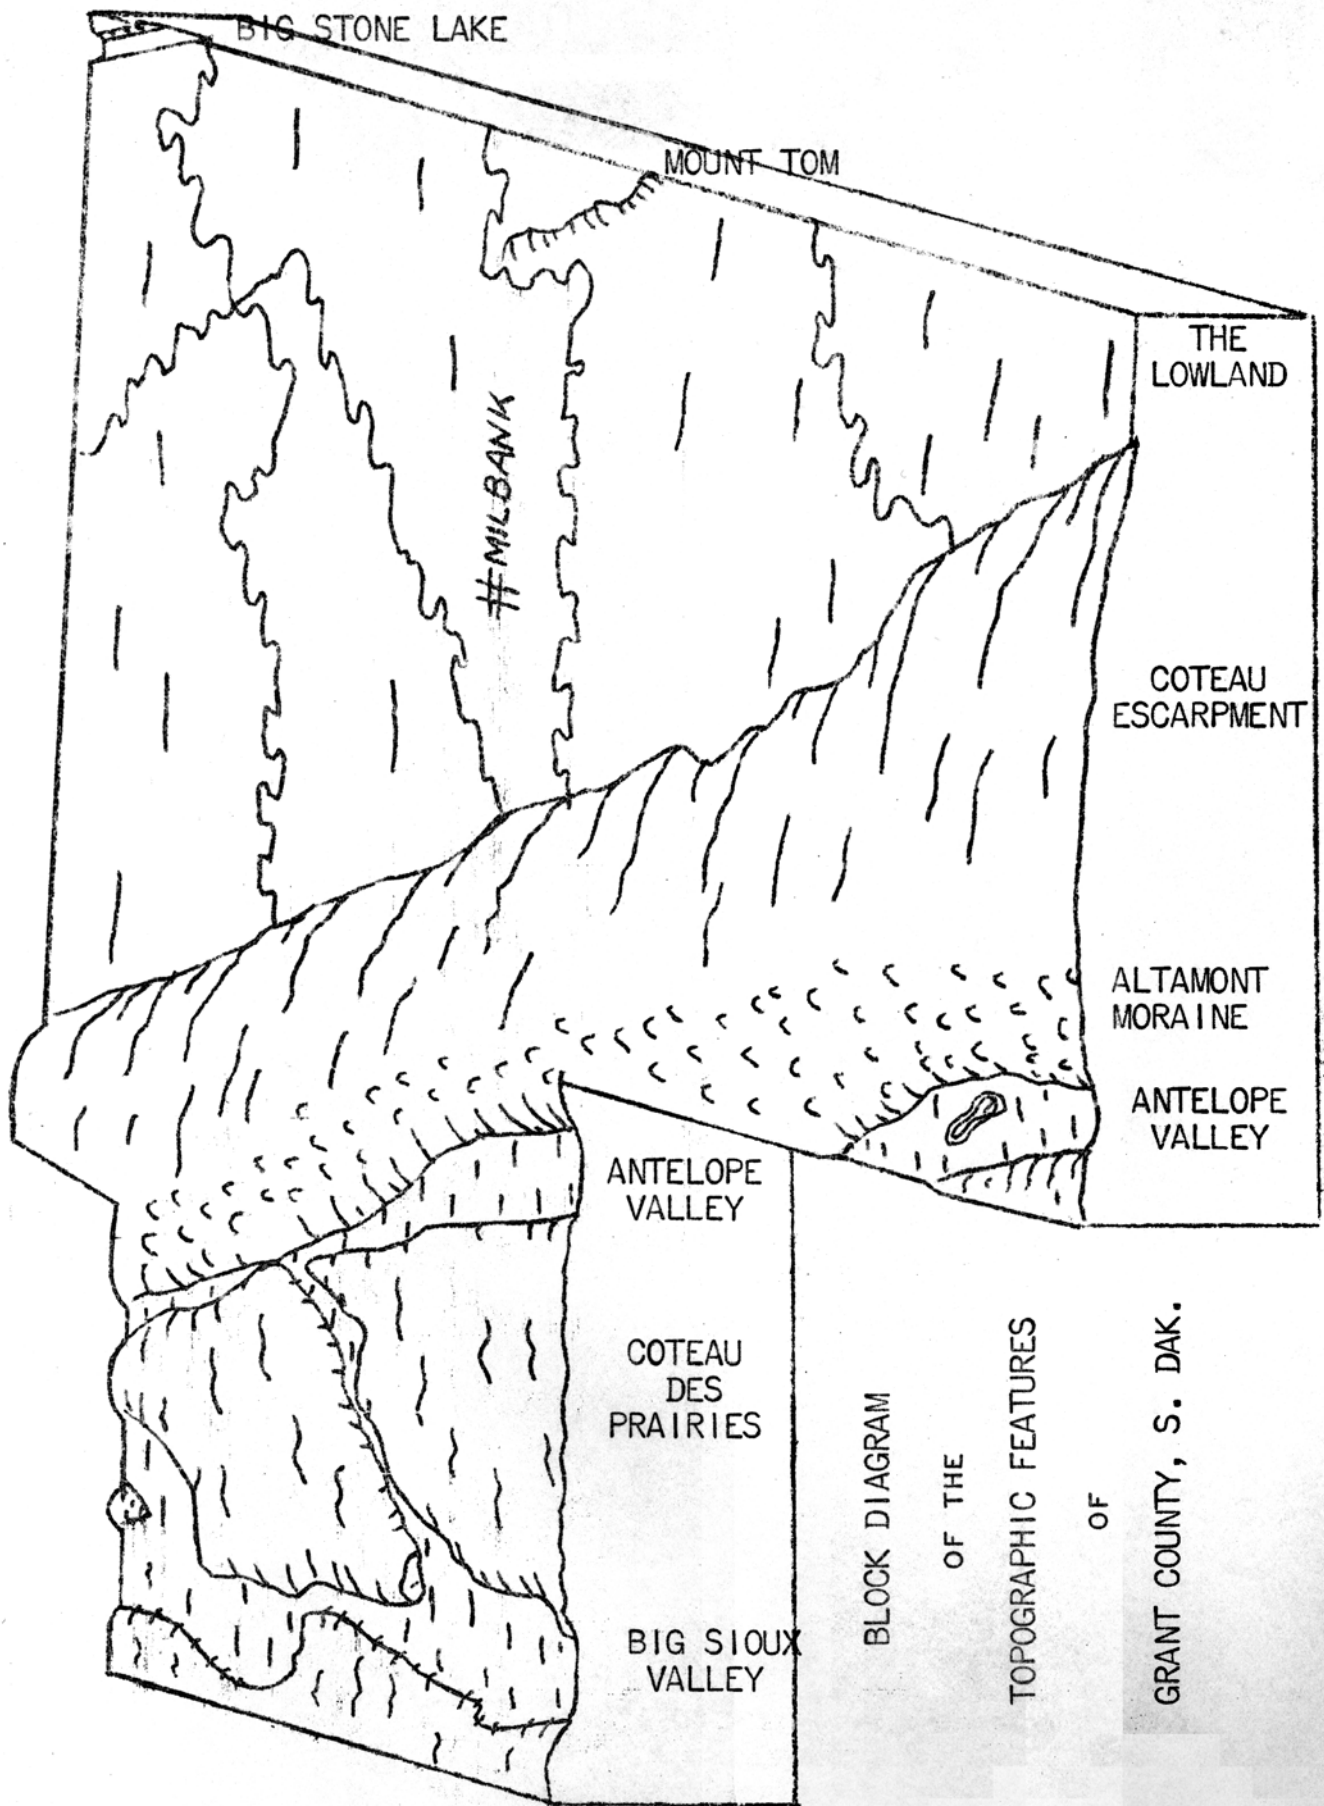 BIG STONE LAKE
MOUNT TOM
THE
LOWLAND
#MILBANK
COTEAU
ESCARPMENT
ALTAMONT
MORAINE
ANTELOPE
VALLEY
ANTELOPE
VALLEY
COTEAU
DES
PRAIRIES
BIG SIOUX
VALLEY
BLOCK DIAGRAM
OF THE
TOPOGRAPHIC FEATURES
OF
GRANT COUNTY, S. DAK.